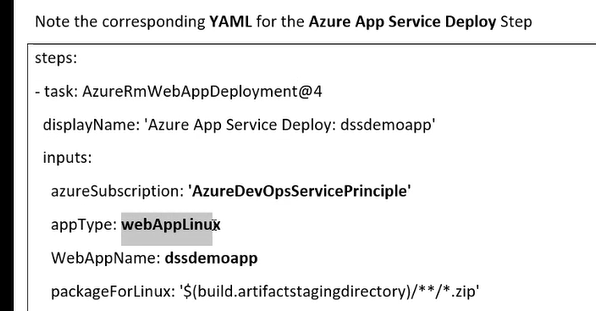 Note the corresponding YAML for the Azure App Service Deploy Step
steps:
- task: AzureRmWebAppDeployment@4
displayName: 'Azure App Service Deploy: dssdemoapp'
inputs:
azureSubscription: 'AzureDevOpsServicePrinciple'
appType: webAppLinux
WebAppName: dssdemoapp
packageForLinux: '$(build.artifactstagingdirectory)/**/*.zip'